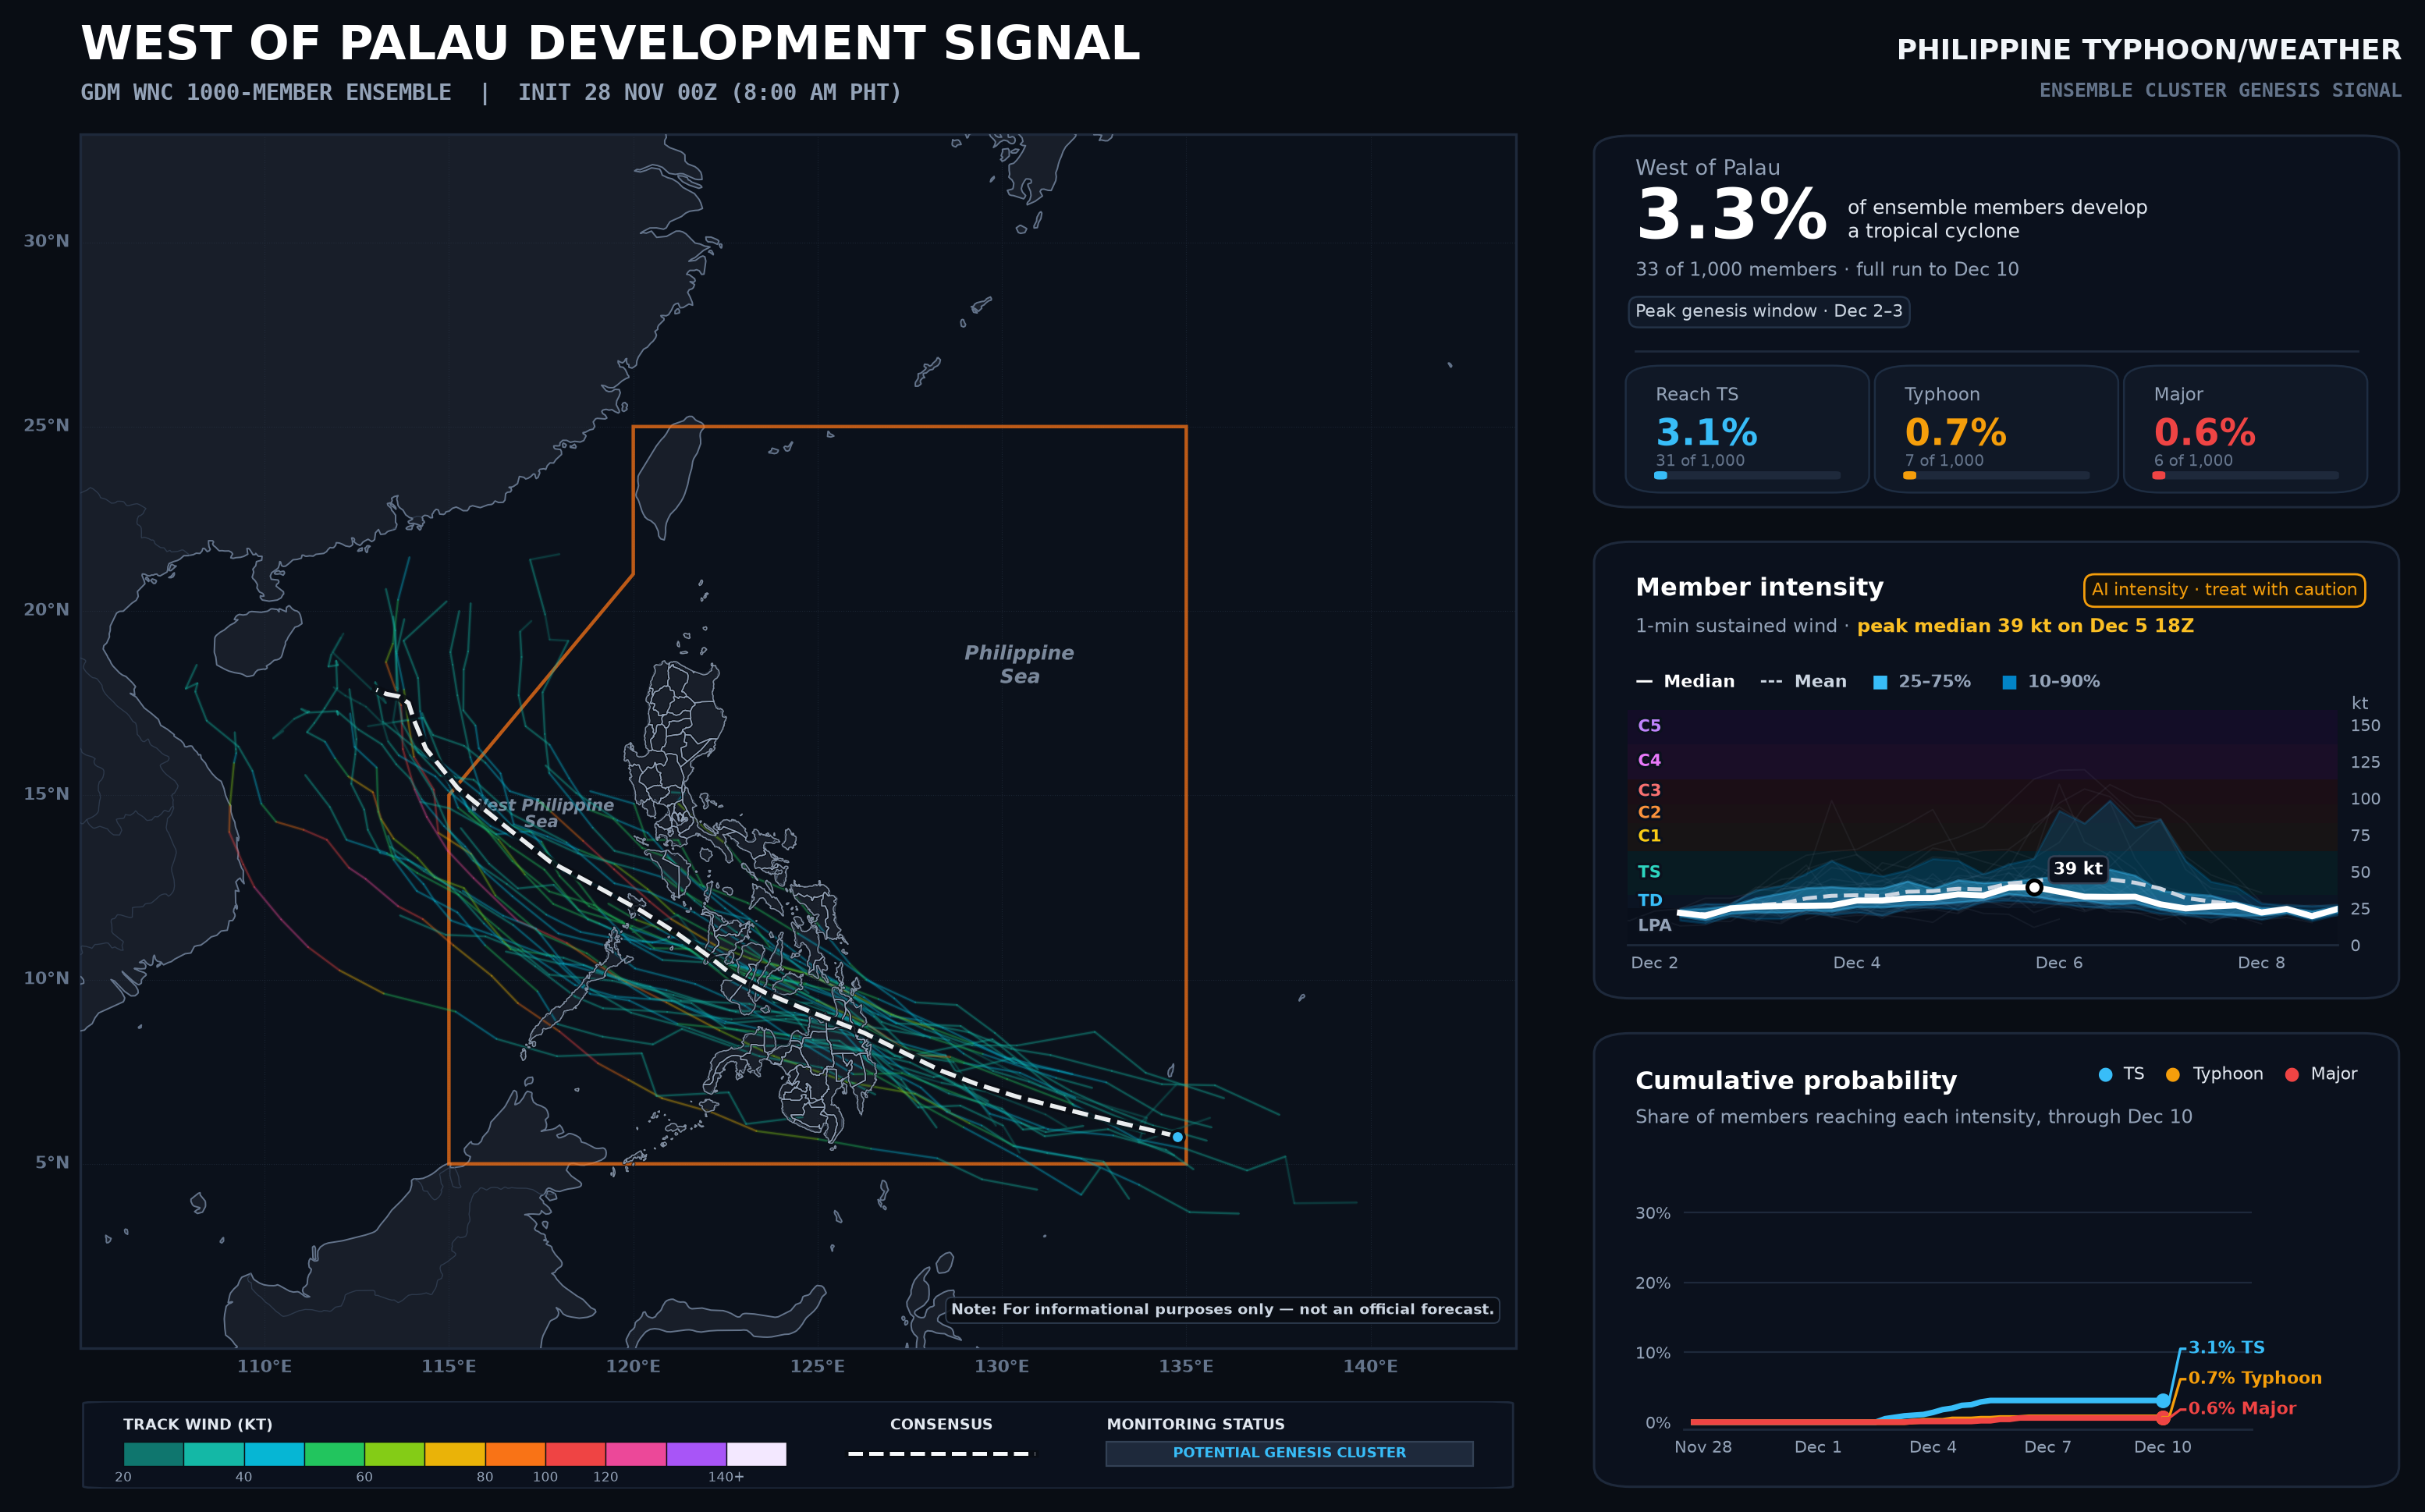 WEST OF PALAU DEVELOPMENT SIGNAL
GDM WNC 1000-MEMBER ENSEMBLE | INIT 28 NOV 00Z (8:00 AM PHT)
PHILIPPINE TYPHOON/WEATHER
ENSEMBLE CLUSTER GENESIS SIGNAL
30°N
25°N
20°N
15°N
10°N
5°N
110°E
115°E
120°E
125°E
130°E
135°E
140°E
Philippine
Sea
West Philippine
Sea
Note: For informational purposes only — not an official forecast.
TRACK WIND (KT)
20
40
60
80
100
120
140+
CONSENSUS
MONITORING STATUS
POTENTIAL GENESIS CLUSTER
West of Palau
3.3%
of ensemble members develop
a tropical cyclone
33 of 1,000 members · full run to Dec 10
Peak genesis window · Dec 2–3
Reach TS
3.1%
31 of 1,000
Typhoon
0.7%
7 of 1,000
Major
0.6%
6 of 1,000
Member intensity
AI intensity · treat with caution
1-min sustained wind · peak median 39 kt on Dec 5 18Z
Median
Mean
25–75%
10–90%
kt
C5
C4
C3
C2
C1
TS
TD
LPA
150
125
100
75
50
25
0
39 kt
Dec 2
Dec 4
Dec 6
Dec 8
Cumulative probability
TS
Typhoon
Major
Share of members reaching each intensity, through Dec 10
30%
20%
10%
0%
3.1% TS
0.7% Typhoon
0.6% Major
Nov 28
Dec 1
Dec 4
Dec 7
Dec 10